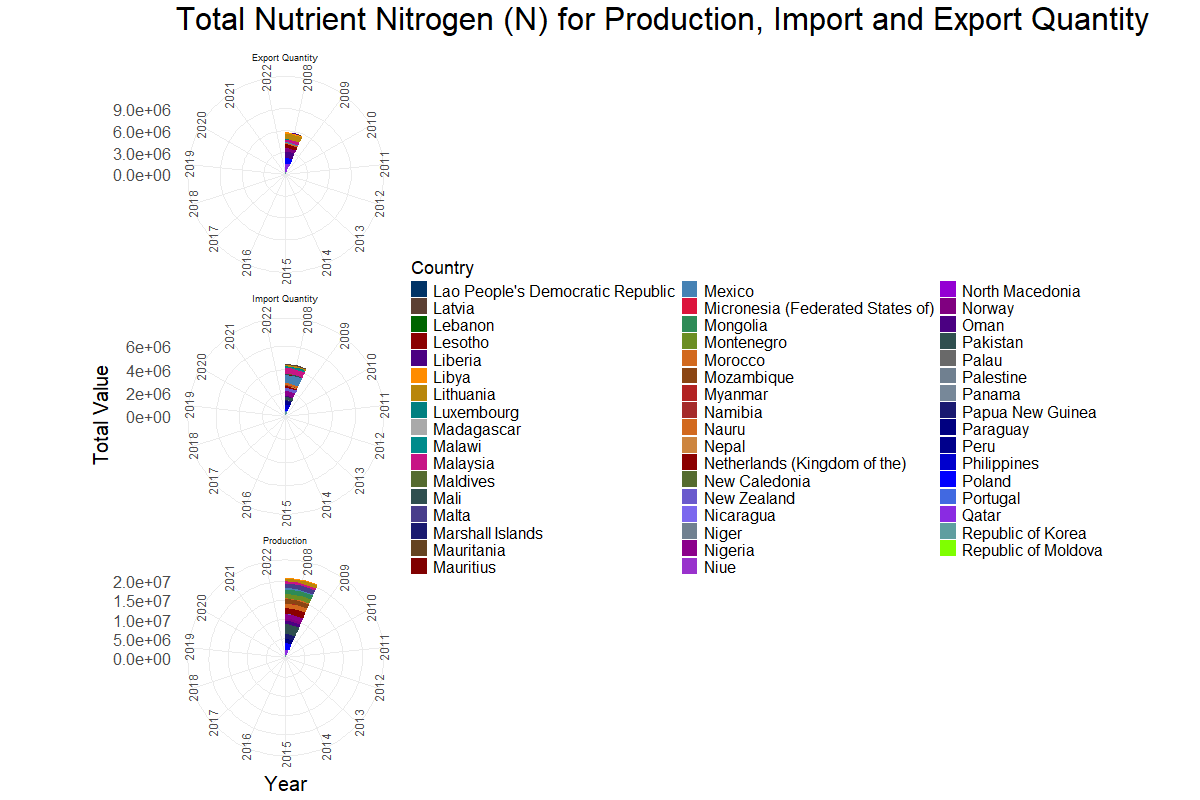 Total Nutrient Nitrogen (N) for Production, Import and Export Quantity
Export Quantity
2008
2009
2010
2011
2012
2013
2014
2015
2016
2017
2018
2019
2020
2021
2022
9.0e+06
6.0e+06
3.0e+06
0.0e+00
Import Quantity
2008
2009
2010
2011
2012
2013
2014
2015
2016
2017
2018
2019
2020
2021
2022
6e+06
4e+06
2e+06
0e+00
Production
2008
2009
2010
2011
2012
2013
2014
2015
2016
2017
2018
2019
2020
2021
2022
2.0e+07
1.5e+07
1.0e+07
5.0e+06
0.0e+00
Total Value
Year
Country
Lao People's Democratic Republic
Latvia
Lebanon
Lesotho
Liberia
Libya
Lithuania
Luxembourg
Madagascar
Malawi
Malaysia
Maldives
Mali
Malta
Marshall Islands
Mauritania
Mauritius
Mexico
Micronesia (Federated States of)
Mongolia
Montenegro
Morocco
Mozambique
Myanmar
Namibia
Nauru
Nepal
Netherlands (Kingdom of the)
New Caledonia
New Zealand
Nicaragua
Niger
Nigeria
Niue
North Macedonia
Norway
Oman
Pakistan
Palau
Palestine
Panama
Papua New Guinea
Paraguay
Peru
Philippines
Poland
Portugal
Qatar
Republic of Korea
Republic of Moldova